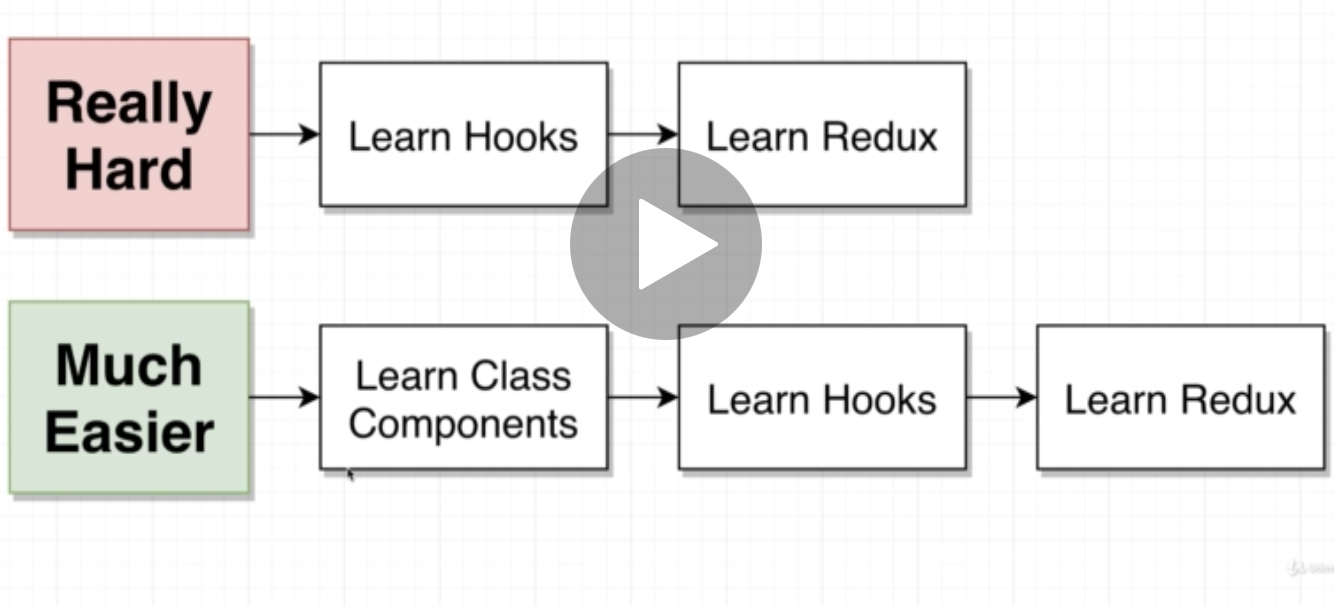 Really
Hard
Learn Hooks
Learn Redux
Much
Easier
Learn Class
Components
Learn Hooks
Learn Redux